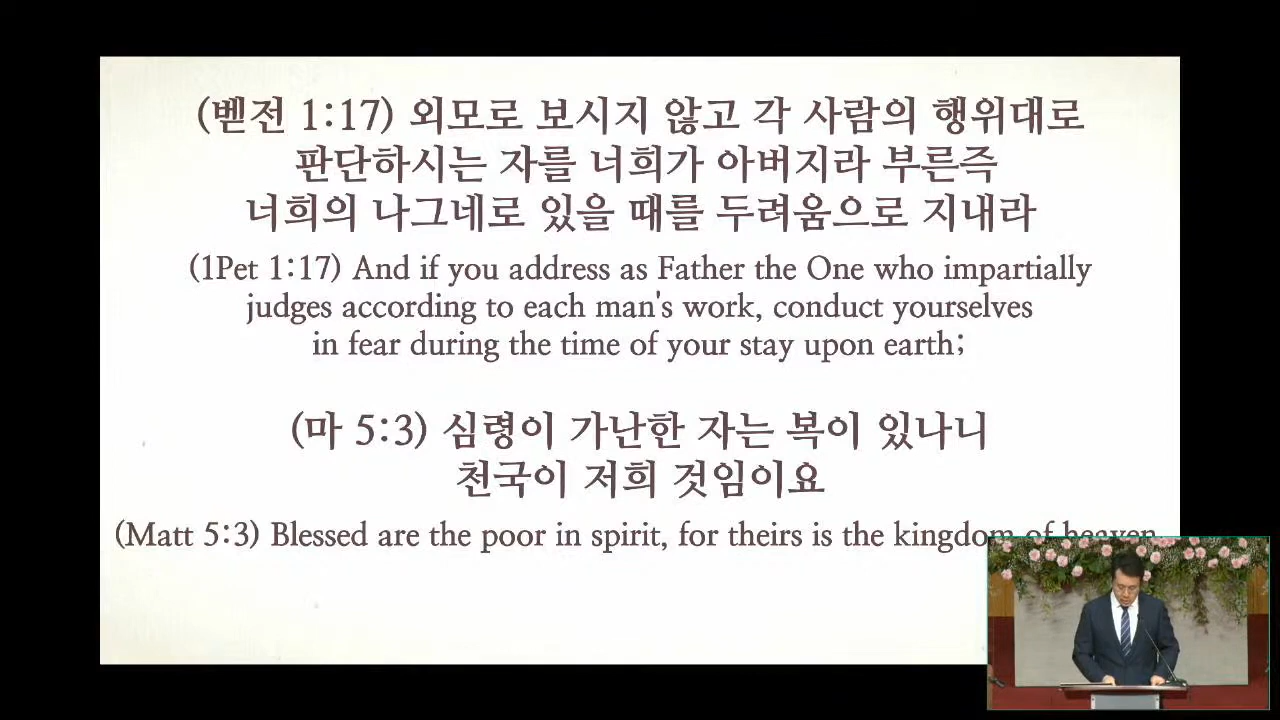 (벧전 1:17) 외모로 보시지 않고 각 사람의 행위대로
판단하시는 자를 너희가 아버지라 부른즉
너희의 나그네로 있을 때를 두려움으로 지내라
(1Pet 1:17) And if you address as Father the One who impartially
judges according to each man's work, conduct yourselves
in fear during the time of your stay upon earth;
(마 5:3) 심령이 가난한 자는 복이 있나니
천국이 저희 것임이요
(Matt 5:3) Blessed are the poor in spirit, for theirs is the kingdom of heaven